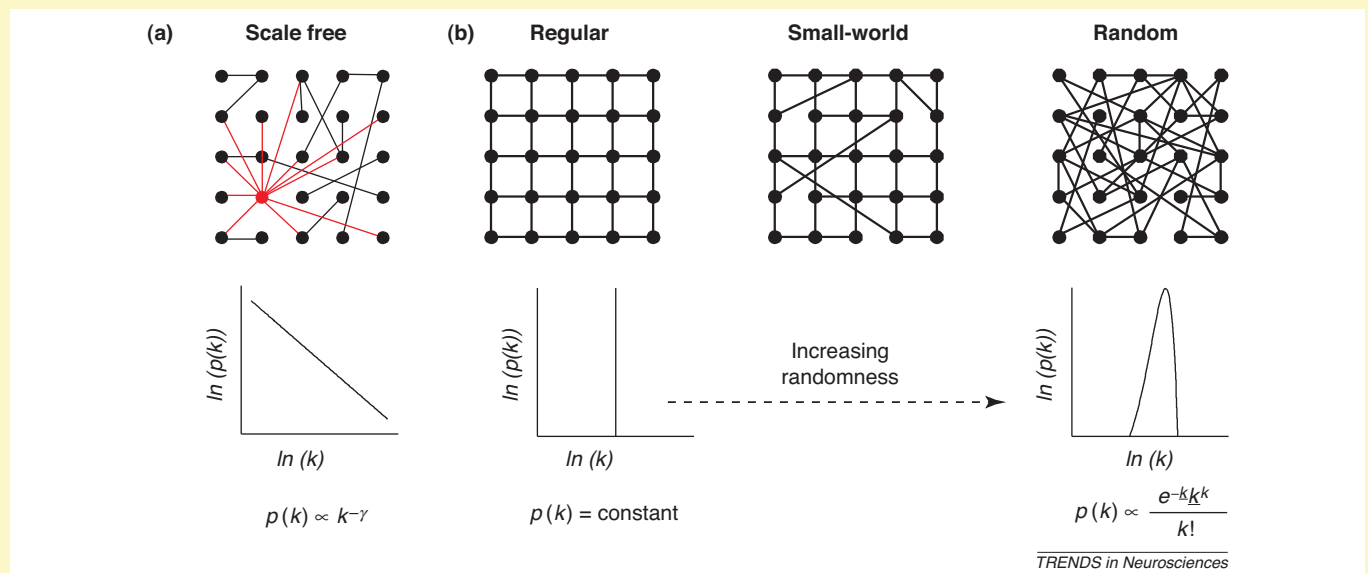 (a) Scale free (b) Regular Small-world Random
ln (p(k))
ln (k)
p (k) ∝ k^−γ
ln (p(k))
ln (k)
p (k) = constant
Increasing
randomness
ln (p(k))
ln (k)
p (k) ∝ e^−k̲ k̲^k / k!
TRENDS in Neurosciences